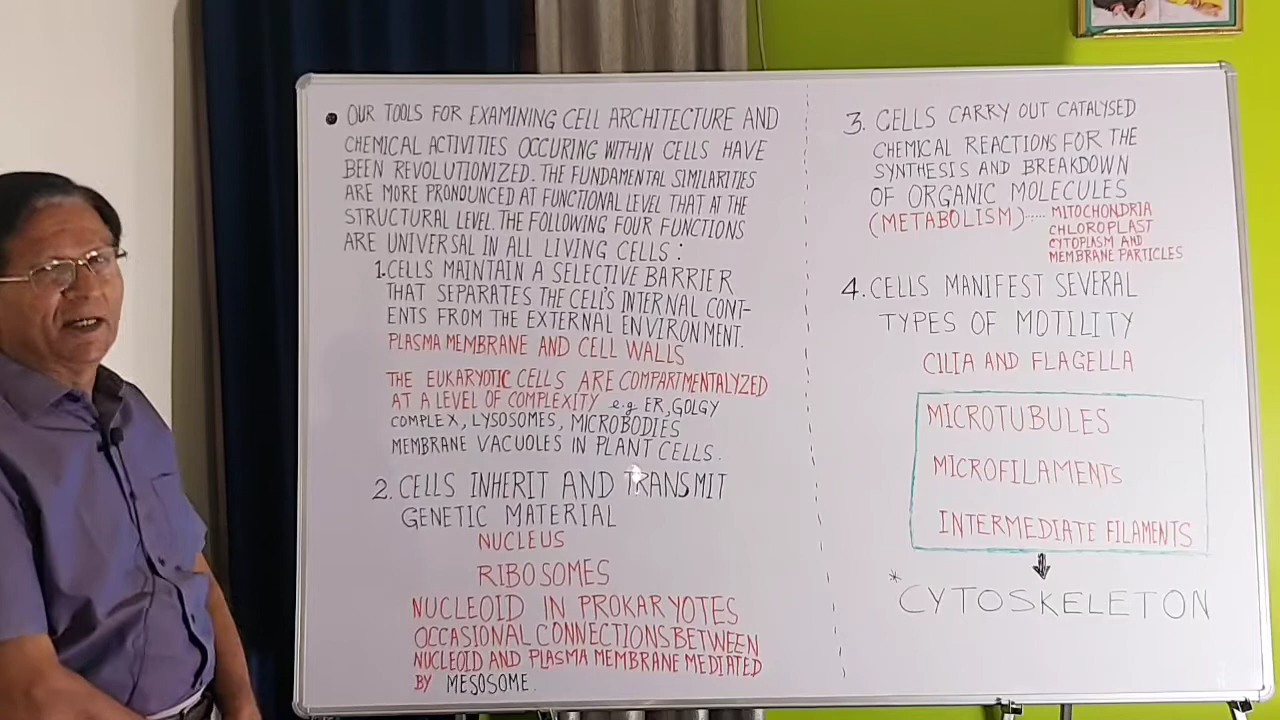 OUR TOOLS FOR EXAMINING CELL ARCHITECTURE AND
CHEMICAL ACTIVITIES OCCURING WITHIN CELLS HAVE
BEEN REVOLUTIONIZED. THE FUNDAMENTAL SIMILARITIES
ARE MORE PRONOUNCED AT FUNCTIONAL LEVEL THAT AT THE
STRUCTURAL LEVEL. THE FOLLOWING FOUR FUNCTIONS
ARE UNIVERSAL IN ALL LIVING CELLS :
1. CELLS MAINTAIN A SELECTIVE BARRIER
THAT SEPARATES THE CELL'S INTERNAL CONT-
ENTS FROM THE EXTERNAL ENVIRONMENT.
PLASMA MEMBRANE AND CELL WALLS
THE EUKARYOTIC CELLS ARE COMPARTMENTALYZED
AT A LEVEL OF COMPLEXITY e.g ER, GOLGY
COMPLEX, LYSOSOMES, MICROBODIES
MEMBRANE VACUOLES IN PLANT CELLS.
2. CELLS INHERIT AND TRANSMIT
GENETIC MATERIAL
NUCLEUS
RIBOSOMES
NUCLEOID IN PROKARYOTES
OCCASIONAL CONNECTIONS BETWEEN
NUCLEOID AND PLASMA MEMBRANE MEDIATED
BY MESOSOME.
3. CELLS CARRY OUT CATALYSED
CHEMICAL REACTIONS FOR THE
SYNTHESIS AND BREAKDOWN
OF ORGANIC MOLECULES
(METABOLISM)..... MITOCHONDRIA
CHLOROPLAST
CYTOPLASM AND
MEMBRANE PARTICLES
4. CELLS MANIFEST SEVERAL
TYPES OF MOTILITY
CILIA AND FLAGELLA
MICROTUBULES
MICROFILAMENTS
INTERMEDIATE FILAMENTS
* CYTOSKELETON